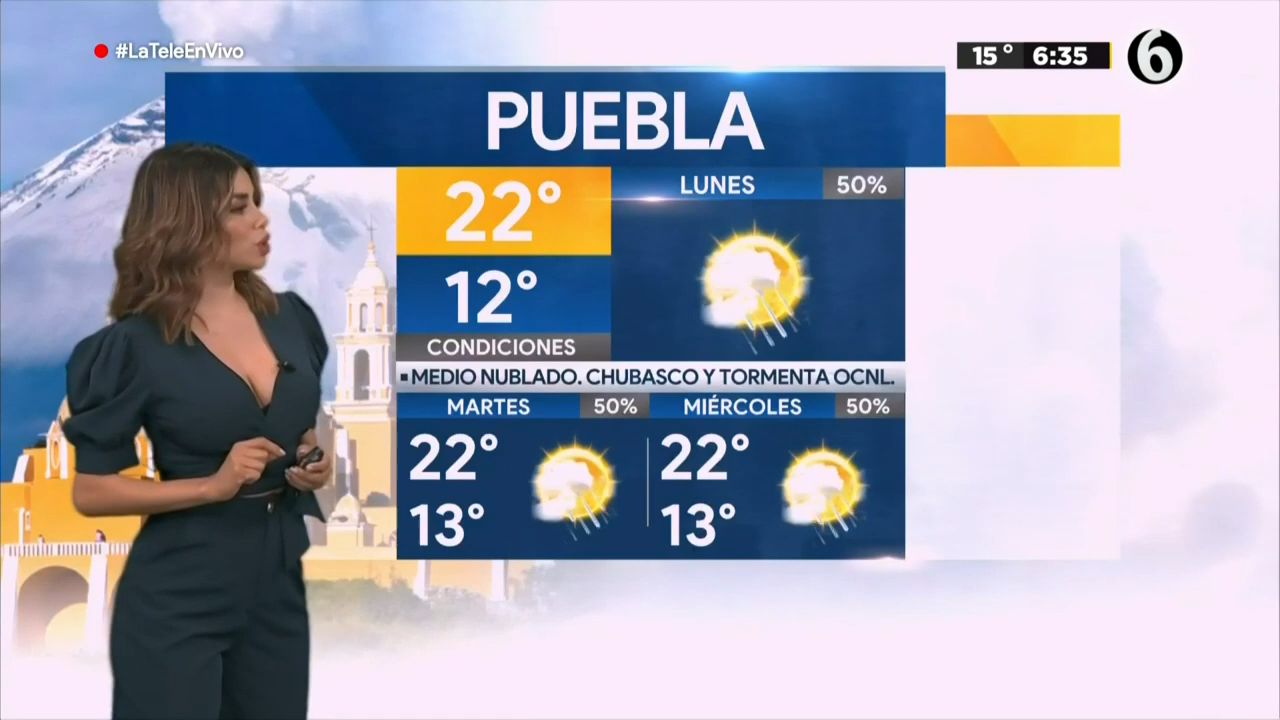 #LaTeleEnVivo
15° 6:35
6
PUEBLA
22°
12°
CONDICIONES
LUNES 50%
MEDIO NUBLADO. CHUBASCO Y TORMENTA OCNL.
MARTES 50%
22°
13°
MIÉRCOLES 50%
22°
13°